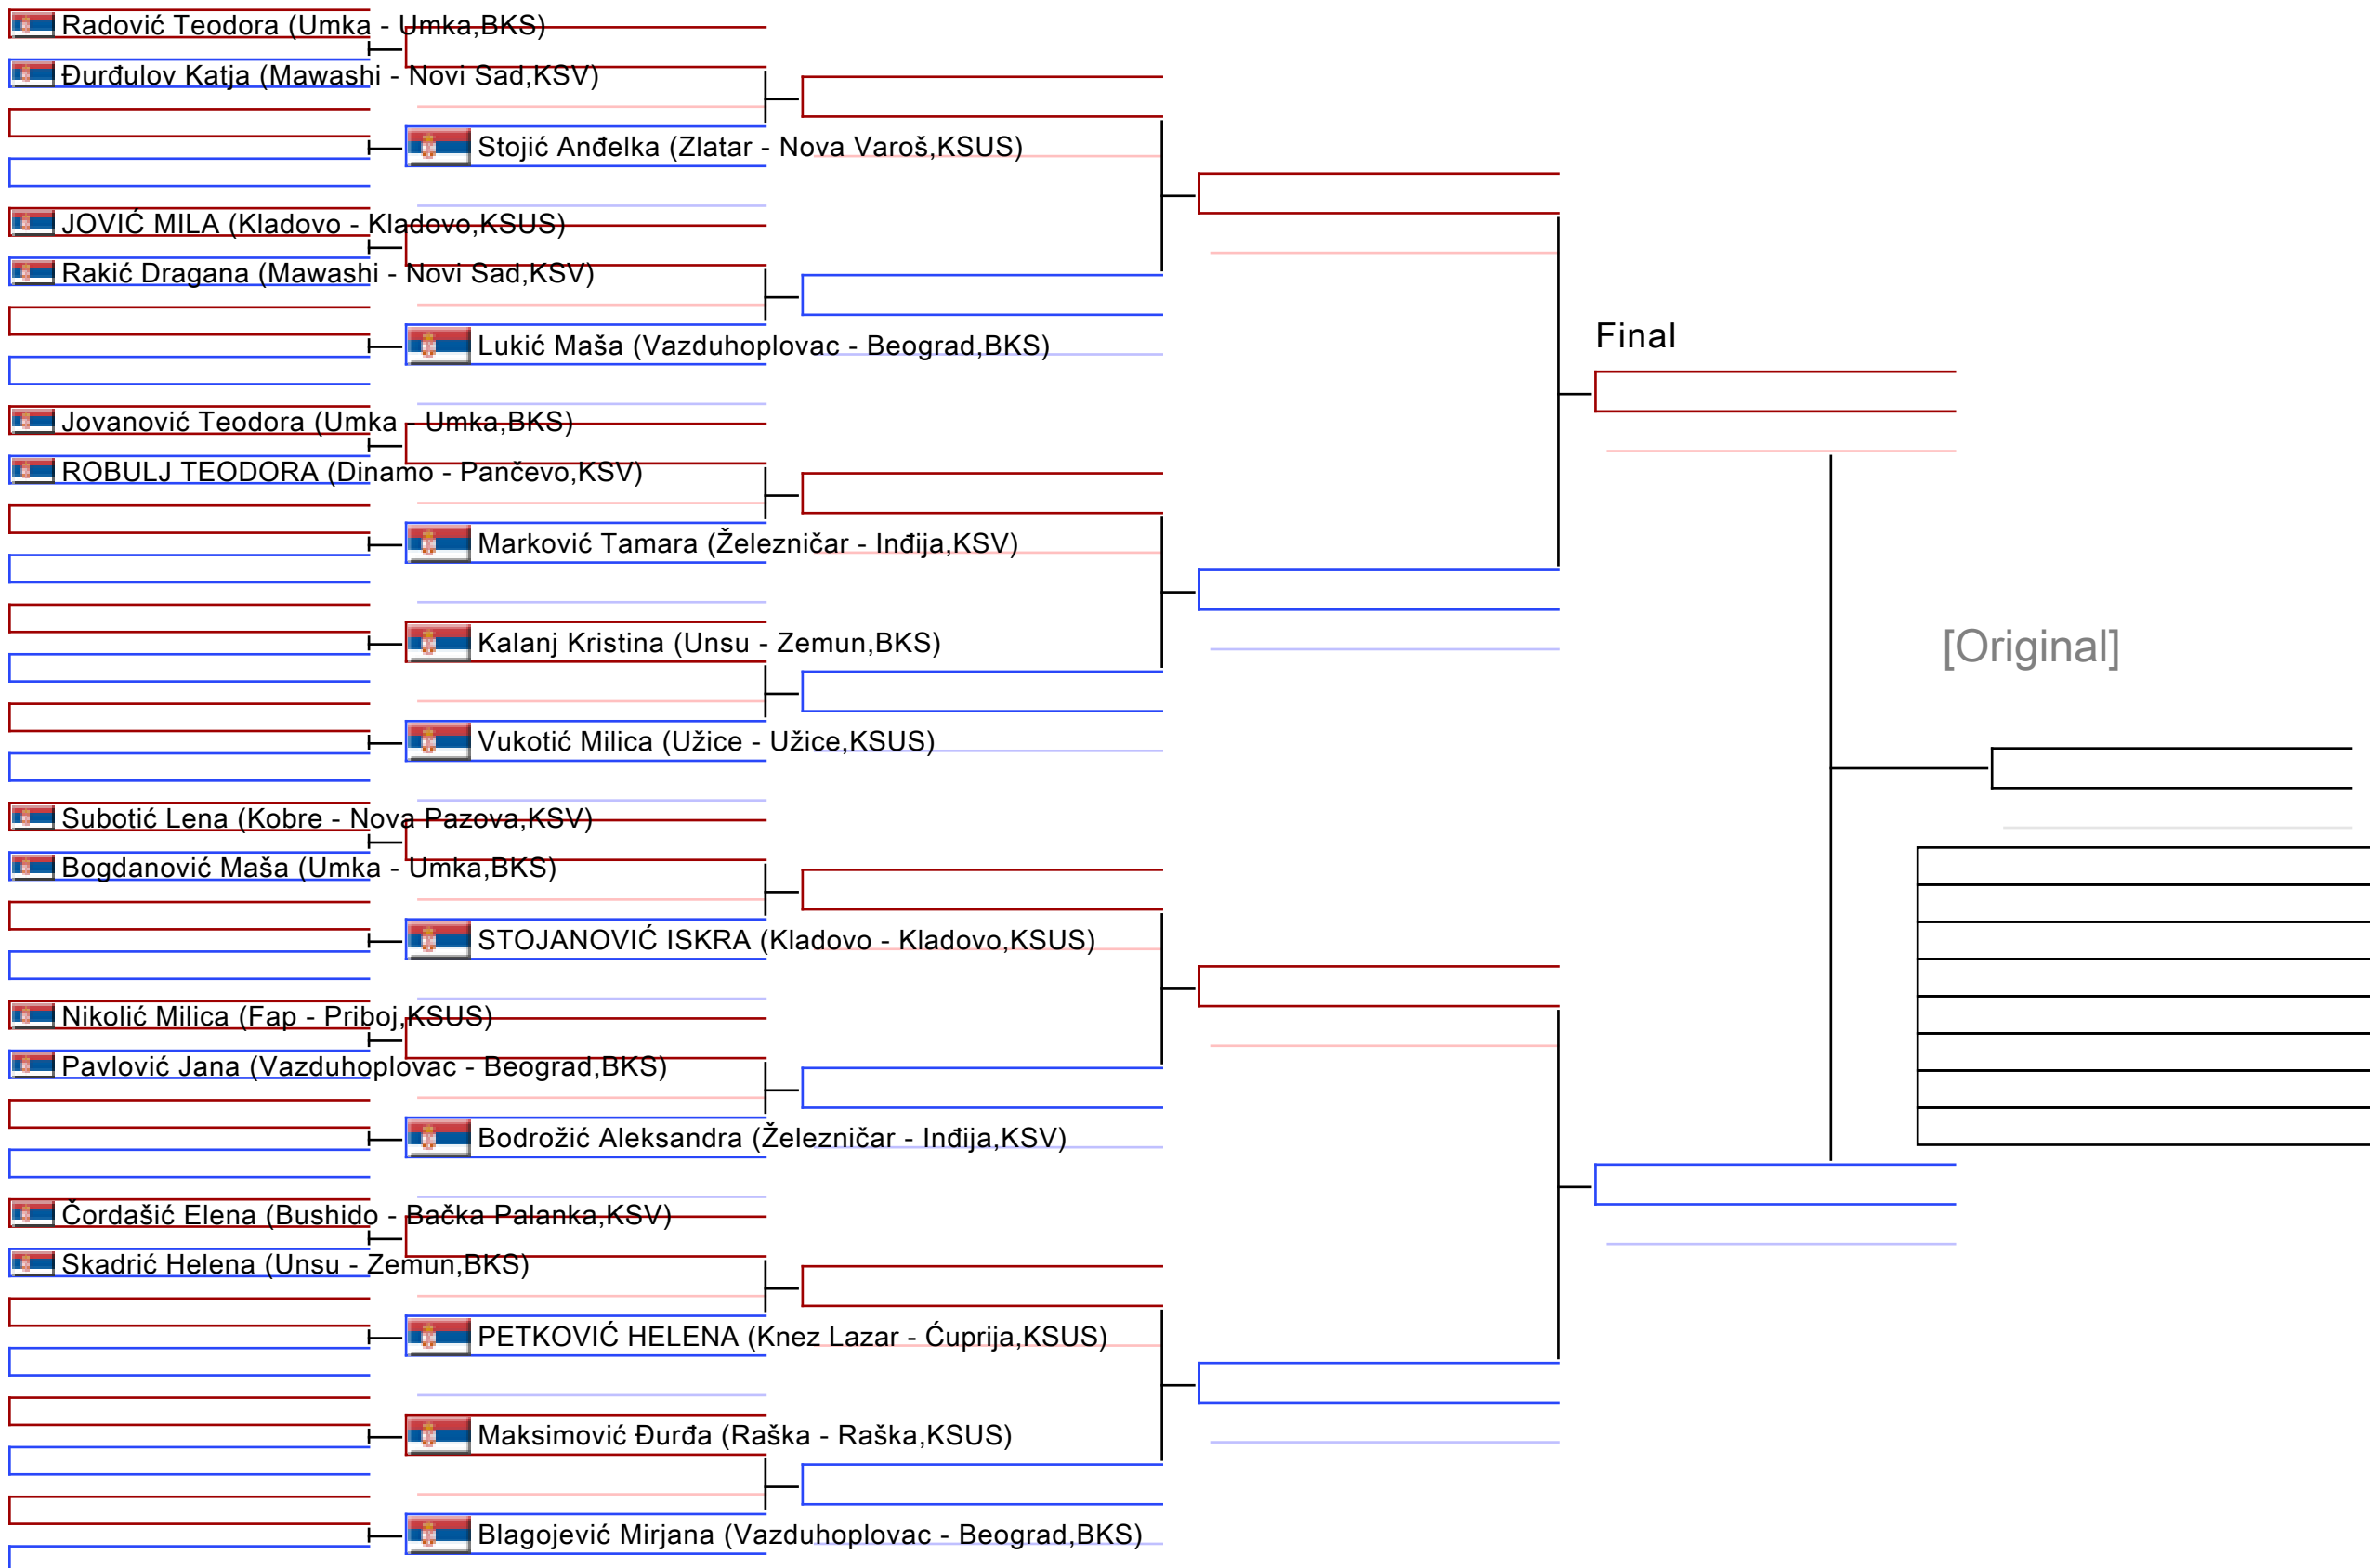 Radović Teodora (Umka - Umka,BKS)
Đurđulov Katja (Mawashi - Novi Sad,KSV)
Stojić Anđelka (Zlatar - Nova Varoš,KSUS)
JOVIĆ MILA (Kladovo - Kladovo,KSUS)
Rakić Dragana (Mawashi - Novi Sad,KSV)
Lukić Maša (Vazduhoplovac - Beograd,BKS)
Final
Jovanović Teodora (Umka - Umka,BKS)
ROBULJ TEODORA (Dinamo - Pančevo,KSV)
Marković Tamara (Železničar - Inđija,KSV)
Kalanj Kristina (Unsu - Zemun,BKS)
[Original]
Vukotić Milica (Užice - Užice,KSUS)
Subotić Lena (Kobre - Nova Pazova,KSV)
Bogdanović Maša (Umka - Umka,BKS)
STOJANOVIĆ ISKRA (Kladovo - Kladovo,KSUS)
Nikolić Milica (Fap - Priboj,KSUS)
Pavlović Jana (Vazduhoplovac - Beograd,BKS)
Bodrožić Aleksandra (Železničar - Inđija,KSV)
Čordašić Elena (Bushido - Bačka Palanka,KSV)
Skadrić Helena (Unsu - Zemun,BKS)
PETKOVIĆ HELENA (Knez Lazar - Ćuprija,KSUS)
Maksimović Đurđa (Raška - Raška,KSUS)
Blagojević Mirjana (Vazduhoplovac - Beograd,BKS)